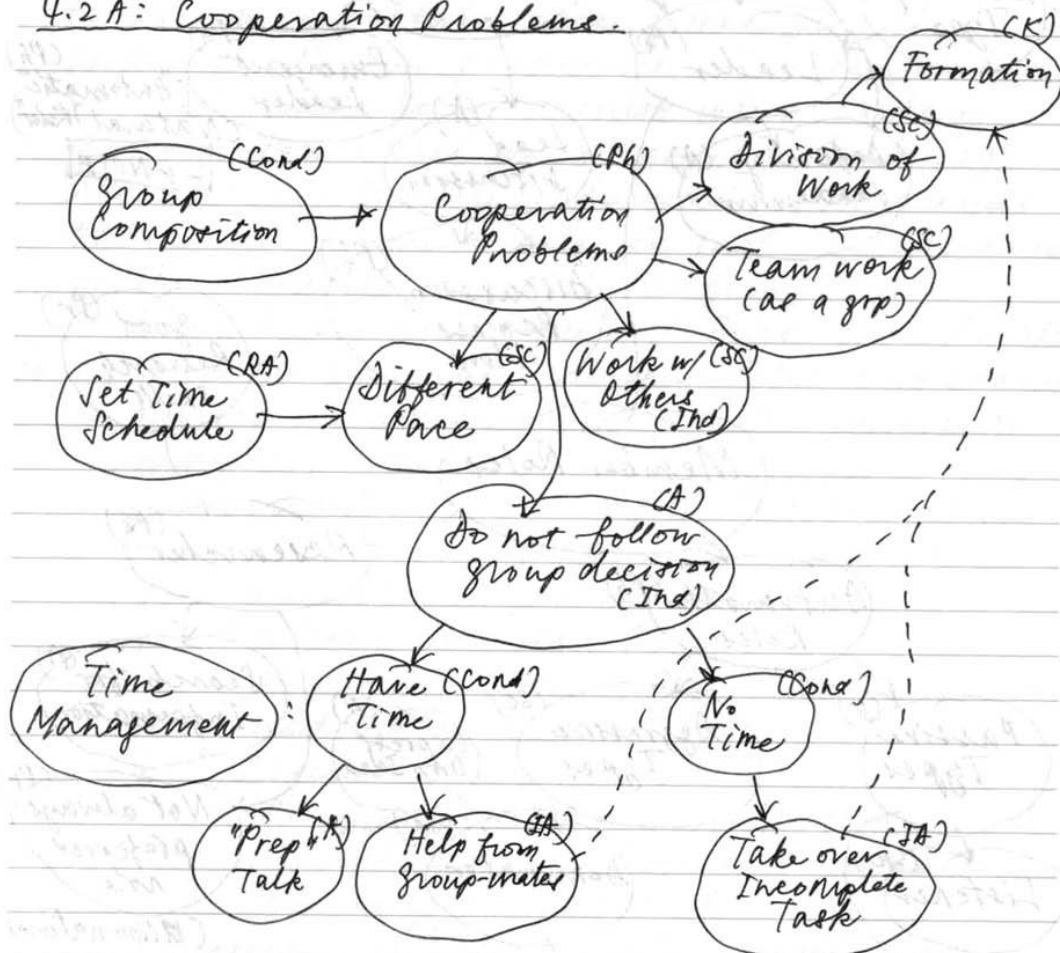 4.2A: Cooperation Problems.
(K)
Formation
(SC)
Division of
Work
(Cond)
Group
Composition
(Ph)
Cooperation
Problems
(SC)
Team work
(as a grp)
(RA)
Set Time
Schedule
(SC)
Different
Pace
Work w/ (SC)
Others
(Ind)
(A)
Do not follow
group decision
(Ind)
Time
Management :
Have (Cond)
Time
(Cond)
No
Time
"Prep"
Talk
(IA)
Help from
group-mates
(IA)
Take over
Incomplete
Task